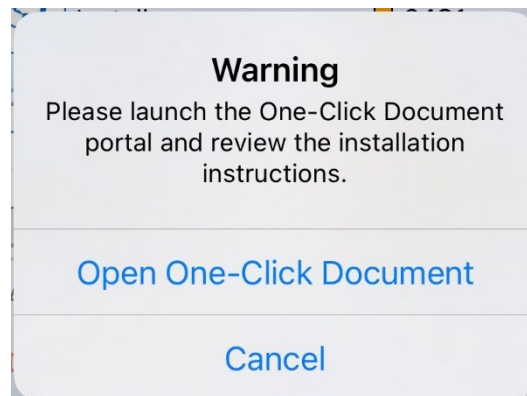 Warning
Please launch the One-Click Document
portal and review the installation
instructions.
Open One-Click Document
Cancel